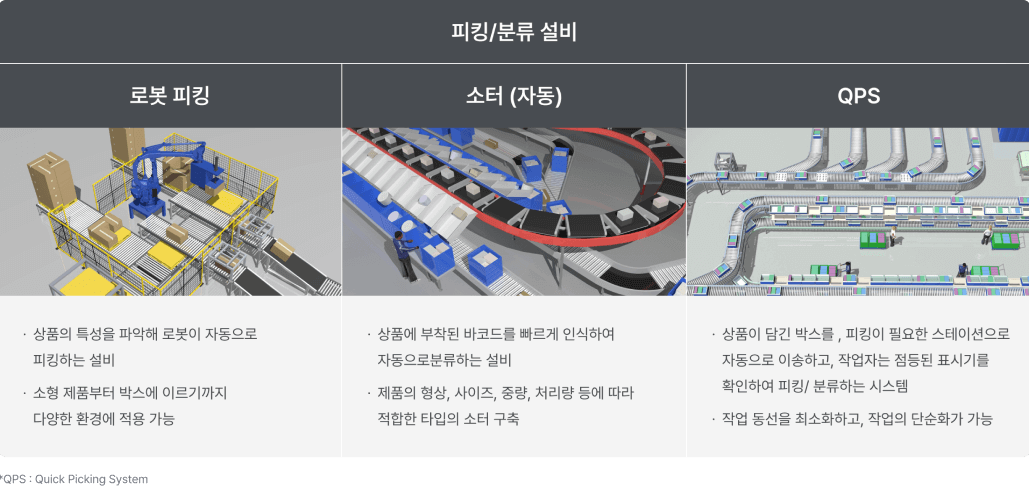 피킹/분류 설비
로봇 피킹
소터 (자동)
QPS
· 상품의 특성을 파악해 로봇이 자동으로
피킹하는 설비
· 소형 제품부터 박스에 이르기까지
다양한 환경에 적용 가능
· 상품에 부착된 바코드를 빠르게 인식하여
자동으로분류하는 설비
· 제품의 형상, 사이즈, 중량, 처리량 등에 따라
적합한 타입의 소터 구축
· 상품이 담긴 박스를 , 피킹이 필요한 스테이션으로
자동으로 이송하고, 작업자는 점등된 표시기를
확인하여 피킹/ 분류하는 시스템
· 작업 동선을 최소화하고, 작업의 단순화가 가능
*QPS : Quick Picking System